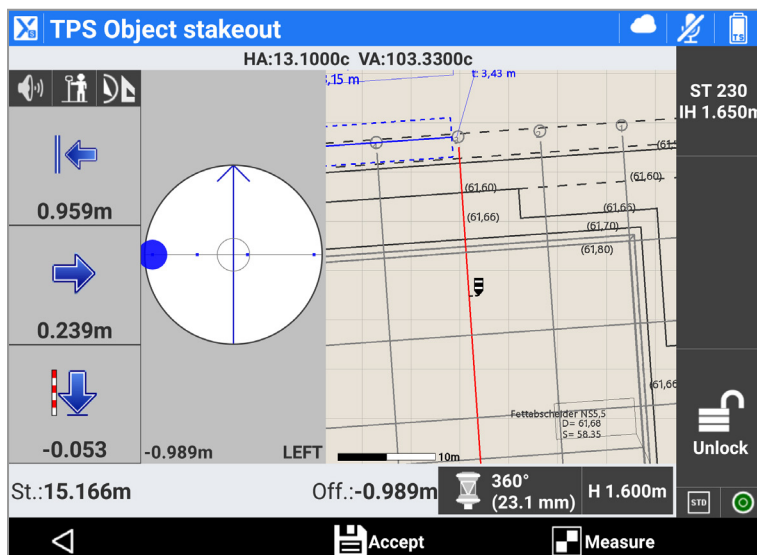 TPS Object stakeout
TS
HA:13.1000c VA:103.3300c
ST 230
IH 1.650m
0.959m
0.239m
-0.053
-0.989m
LEFT
3,15 m
t: 3,43 m
(61,60)
(61,60)
(61,66)
(61,65)
(61,70)
(61,80)
(61,66
Fettabscheider NS5,5
D= 61,68
S= 58.35
10m
Unlock
St.:15.166m
Off.:-0.989m
360°
(23.1 mm)
H 1.600m
STD
Accept
Measure